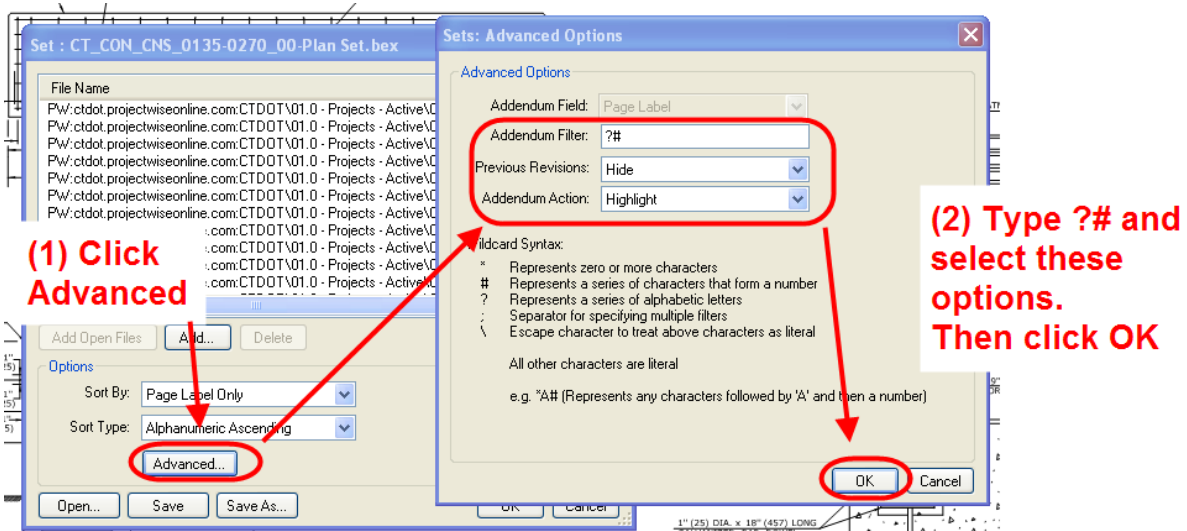 Set : CT_CON_CNS_0135-0270_00-Plan Set.bex
File Name
PW:ctdot.projectwiseonline.com:CTDOT\01.0 - Projects - Active\
PW:ctdot.projectwiseonline.com:CTDOT\01.0 - Projects - Active\
PW:ctdot.projectwiseonline.com:CTDOT\01.0 - Projects - Active\
PW:ctdot.projectwiseonline.com:CTDOT\01.0 - Projects - Active\
PW:ctdot.projectwiseonline.com:CTDOT\01.0 - Projects - Active\
PW:ctdot.projectwiseonline.com:CTDOT\01.0 - Projects - Active\
PW:ctdot.projectwiseonline.com:CTDOT\01.0 - Projects - Active\
.com:CTDOT\01.0 - Projects - Active\
.com:CTDOT\01.0 - Projects - Active\
.com:CTDOT\01.0 - Projects - Active\
.com:CTDOT\01.0 - Projects - Active\
(1) Click
Advanced
Add Open Files
Add...
Delete
Options
Sort By: Page Label Only
Sort Type: Alphanumeric Ascending
Advanced...
Open...
Save
Save As...
OK
Cancel
Sets: Advanced Options
Advanced Options
Addendum Field: Page Label
Addendum Filter: ?#
Previous Revisions: Hide
Addendum Action: Highlight
Wildcard Syntax:
* Represents zero or more characters
# Represents a series of characters that form a number
? Represents a series of alphabetic letters
; Separator for specifying multiple filters
\ Escape character to treat above characters as literal
All other characters are literal
e.g. *A# (Represents any characters followed by 'A' and then a number)
OK
Cancel
(2) Type ?# and
select these
options.
Then click OK
1"(25) DIA. x 18"(457) LONG